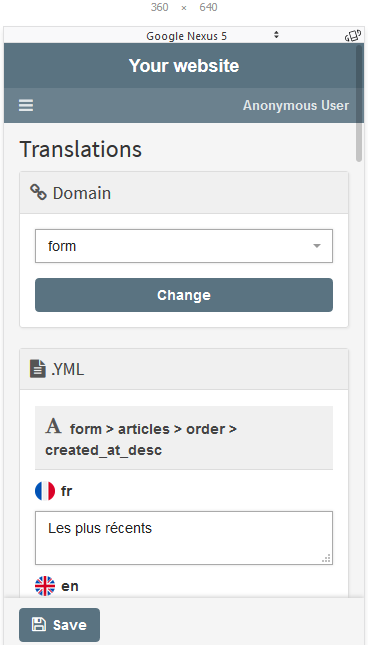 360 × 640
Google Nexus 5
Your website
Anonymous User
Translations
Domain
form
Change
.YML
A form > articles > order >
created_at_desc
fr
Les plus récents
en
Save